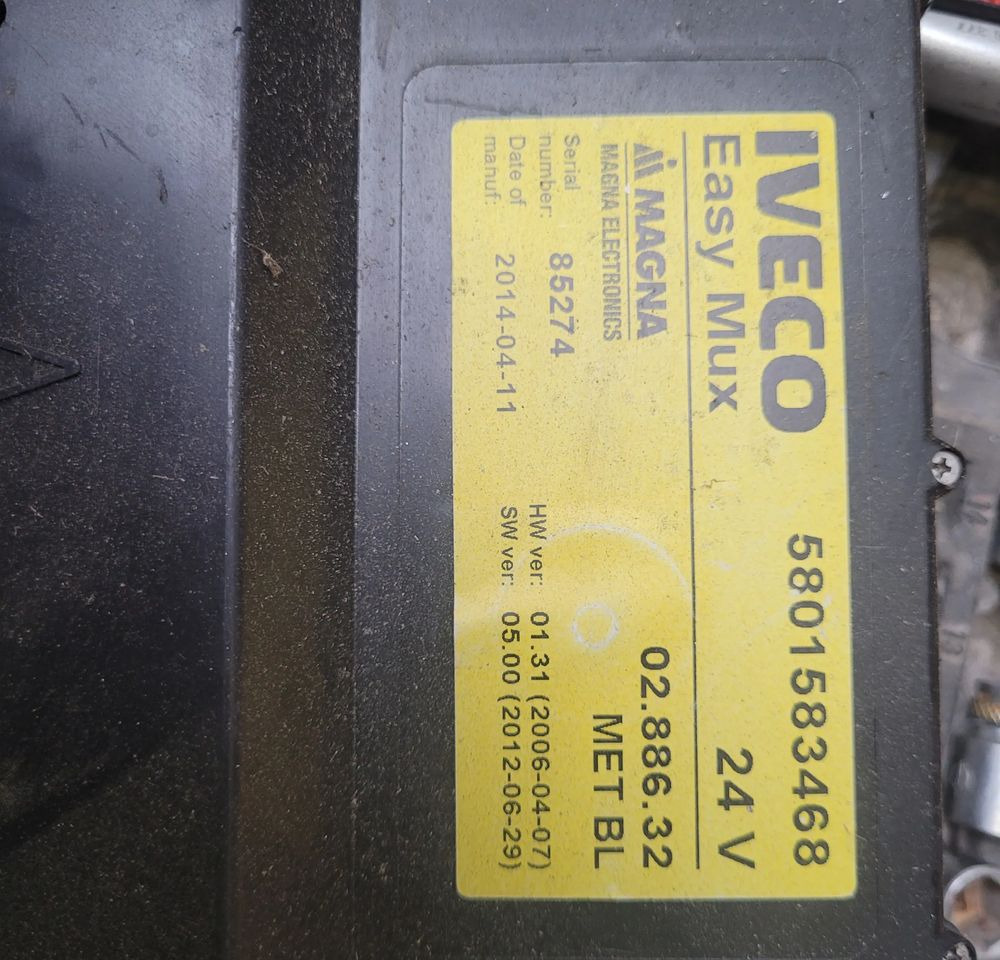 IVECO 5801583468
Easy Mux 24 V
MAGNA 02.886.32
MAGNA ELECTRONICS MET BL
Serial
number: 85274 HW ver: 01.31 (2006-04-07)
Date of
manuf: 2014-04-11 SW ver: 05.00 (2012-06-29)